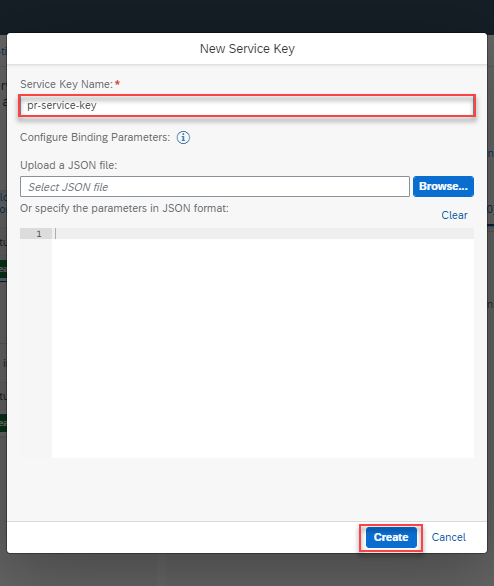 New Service Key
Service Key Name: *
pr-service-key
Configure Binding Parameters:
Upload a JSON file:
Select JSON file
Browse...
Or specify the parameters in JSON format:
Clear
1
Create
Cancel